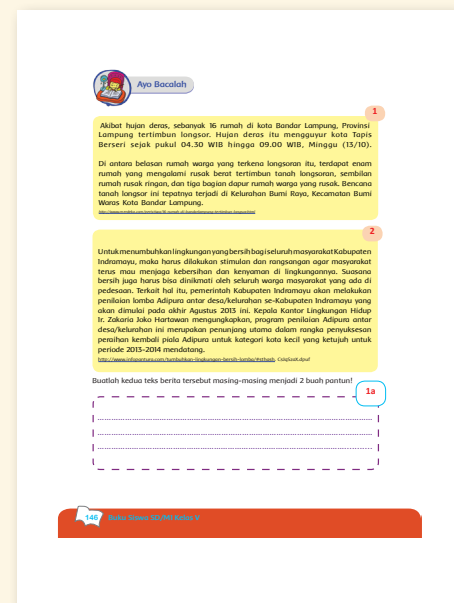 Ayo Bacalah
1
Akibat hujan deras, sebanyak 16 rumah di kota Bandar Lampung, Provinsi
Lampung tertimbun longsor. Hujan deras itu mengguyur kota Tapis
Berseri sejak pukul 04.30 WIB hingga 09.00 WIB, Minggu (13/10).
Di antara belasan rumah warga yang terkena longsoran itu, terdapat enam
rumah yang mengalami rusak berat tertimbun tanah longsoran, sembilan
rumah rusak ringan, dan tiga bagian dapur rumah warga yang rusak. Bencana
tanah longsor ini tepatnya terjadi di Kelurahan Bumi Raya, Kecamatan Bumi
Waras Kota Bandar Lampung.
2
Untuk menumbuhkan lingkungan yang bersih bagi seluruh masyarakat Kabupaten
Indramayu, maka harus dilakukan stimulan dan rangsangan agar masyarakat
terus mau menjaga kebersihan dan kenyaman di lingkungannya. Suasana
bersih juga harus bisa dinikmati oleh seluruh warga masyarakat yang ada di
pedesaan. Terkait hal itu, pemerintah Kabupaten Indramayu akan melakukan
penilaian lomba Adipura antar desa/kelurahan se-Kabupaten Indramayu yang
akan dimulai pada akhir Agustus 2013 ini. Kepala Kantor Lingkungan Hidup
Ir. Zakaria Joko Hartawan mengungkapkan, program penilaian Adipura antar
desa/kelurahan ini merupakan penunjang utama dalam rangka penyuksesan
peraihan kembali piala Adipura untuk kategori kota kecil yang ketujuh untuk
periode 2013-2014 mendatang.
Buatlah kedua teks berita tersebut masing-masing menjadi 2 buah pantun!
1a
146 Buku Siswa SD/MI Kelas V